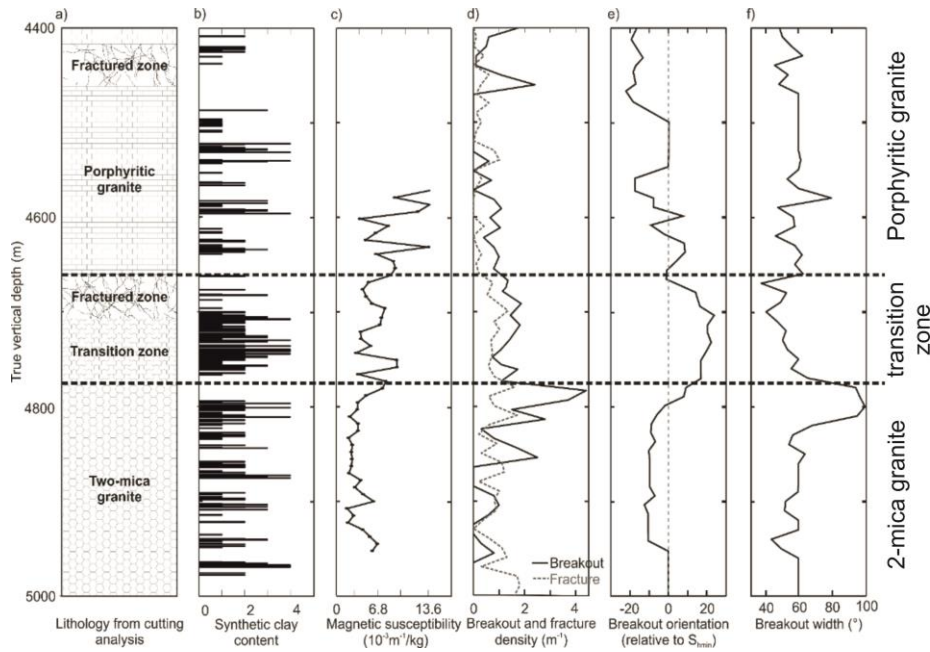 a)
b)
c)
d)
e)
f)
4400
4600
4800
5000
True vertical depth (m)
Fractured zone
Porphyritic
granite
Fractured zone
Transition zone
Two-mica
granite
Porphyritic granite
transition
zone
2-mica granite
Breakout
Fracture
0 2 4
6.8 13.6
0 2 4
-20 0 20
40 60 80 100
Lithology from cutting
analysis
Synthetic clay
content
Magnetic susceptibility
(10⁻³m⁻¹/kg)
Breakout and fracture
density (m⁻¹)
Breakout orientation
(relative to Shmin)
Breakout width (°)